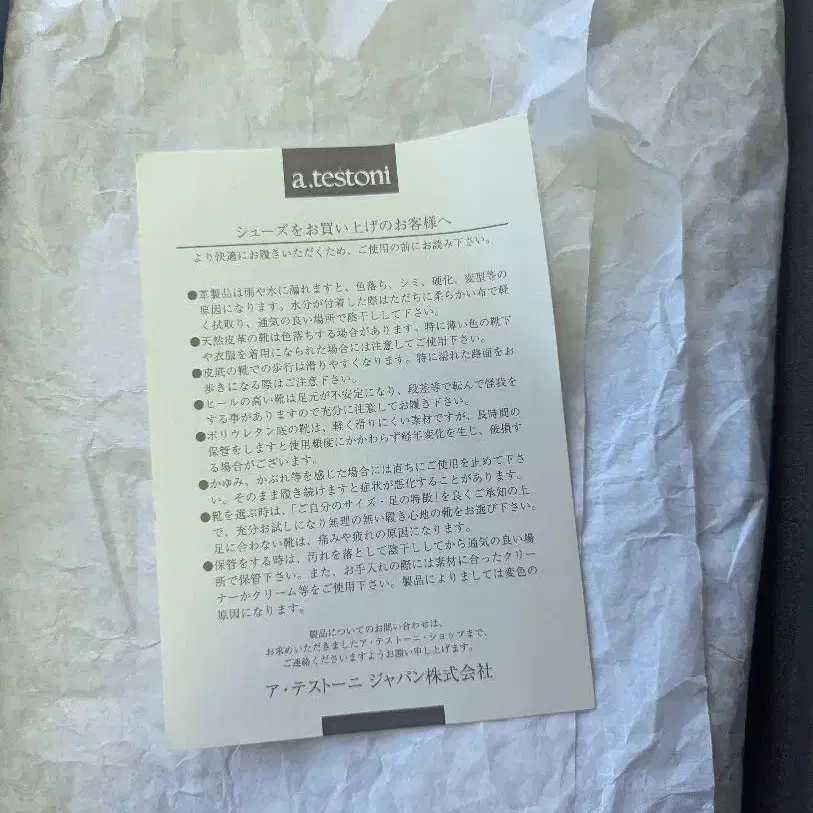 a.testoni
シューズをお買い上げのお客様へ
より快適にお履きいただくため、ご使用の前にお読み下さい。
●革製品は雨や水に濡れますと、色落ち、シミ、硬化、変型等の
原因になります。水分が付着した際はただちに柔らかい布で軽
く拭取り、通気の良い場所で陰干しして下さい。
●天然皮革の靴は色落ちする場合があります。特に薄い色の靴下
や衣服を着用になられた場合には注意してご使用下さい。
●皮底の靴での歩行は滑りやすくなります。特に濡れた路面をお
歩きになる際はご注意下さい。
●ヒールの高い靴は足元が不安定になり、段差等で転んで怪我を
する事がありますので充分に注意してお履き下さい。
●ポリウレタン底の靴は、軽く滑りにくい素材ですが、長時間の
保管をしますと使用頻度にかかわらず経年変化を生じ、破損す
る場合がございます。
●かゆみ、かぶれ等を感じた場合には直ちにご使用を止めて下さ
い。そのまま履き続けますと症状が悪化することがあります。
●靴を選ぶ時は、「ご自分のサイズ・足の特徴」を良くご承知の上
で、充分お試しになり無理の無い履き心地の靴をお選び下さい。
足に合わない靴は、痛みや疲れの原因になります。
●保管をする時は、汚れを落として陰干ししてから通気の良い場
所で保管下さい。また、お手入れの際には素材に合ったクリー
ナーかクリーム等をご使用下さい。製品によりましては変色の
原因になります。
製品についてのお問い合わせは、
お求めいただきましたア・テストーニ・ショップまで、
ご連絡くださいますようお願い申し上げます。
ア・テストーニ ジャパン株式会社